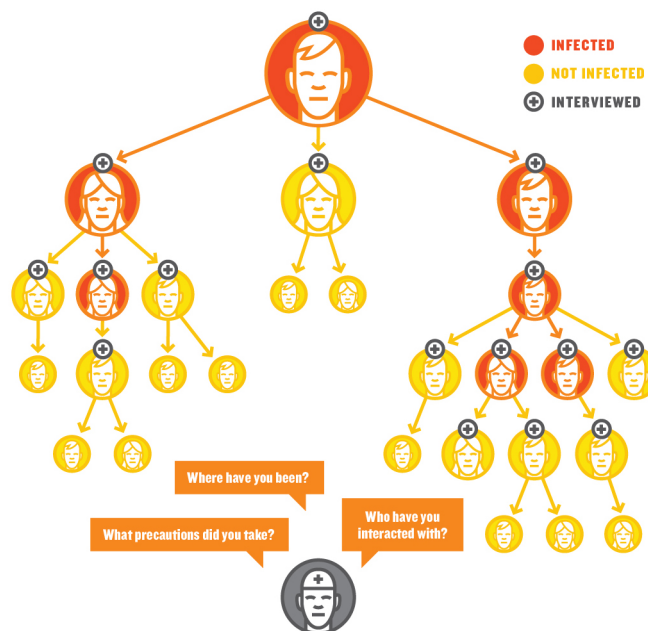 INFECTED
NOT INFECTED
INTERVIEWED
Where have you been?
What precautions did you take?
Who have you
interacted with?